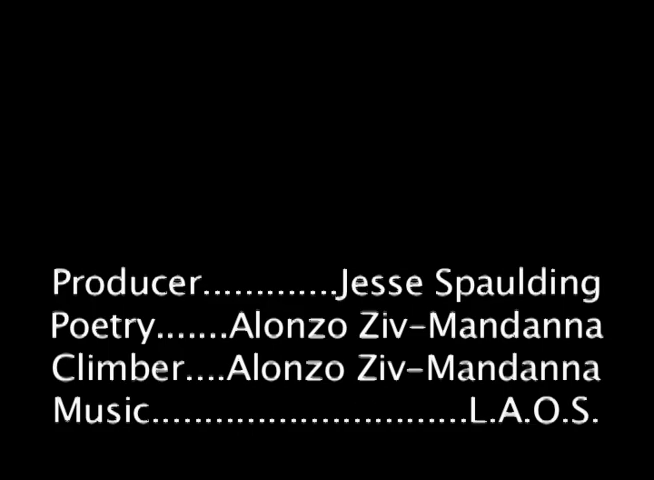 Producer.............Jesse Spaulding
Poetry.......Alonzo Ziv-Mandanna
Climber....Alonzo Ziv-Mandanna
Music..............................L.A.O.S.